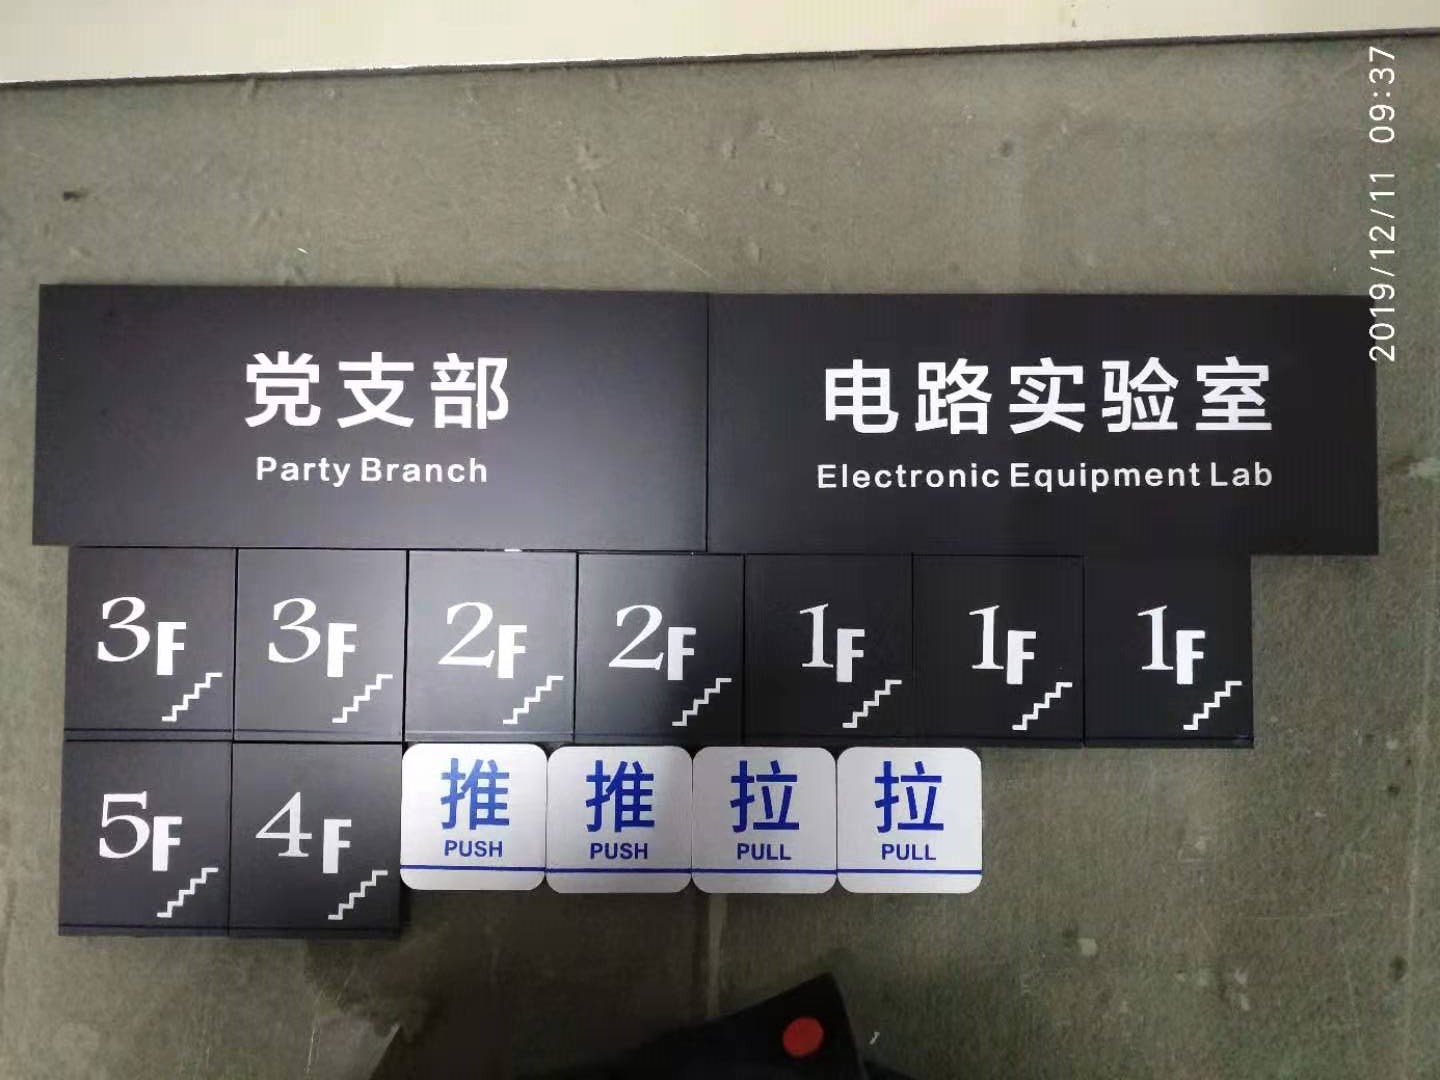 2019/12/11 09:37
党支部
Party Branch
电路实验室
Electronic Equipment Lab
3F
3F
2F
2F
1F
1F
1F
5F
4F
推
PUSH
推
PUSH
拉
PULL
拉
PULL